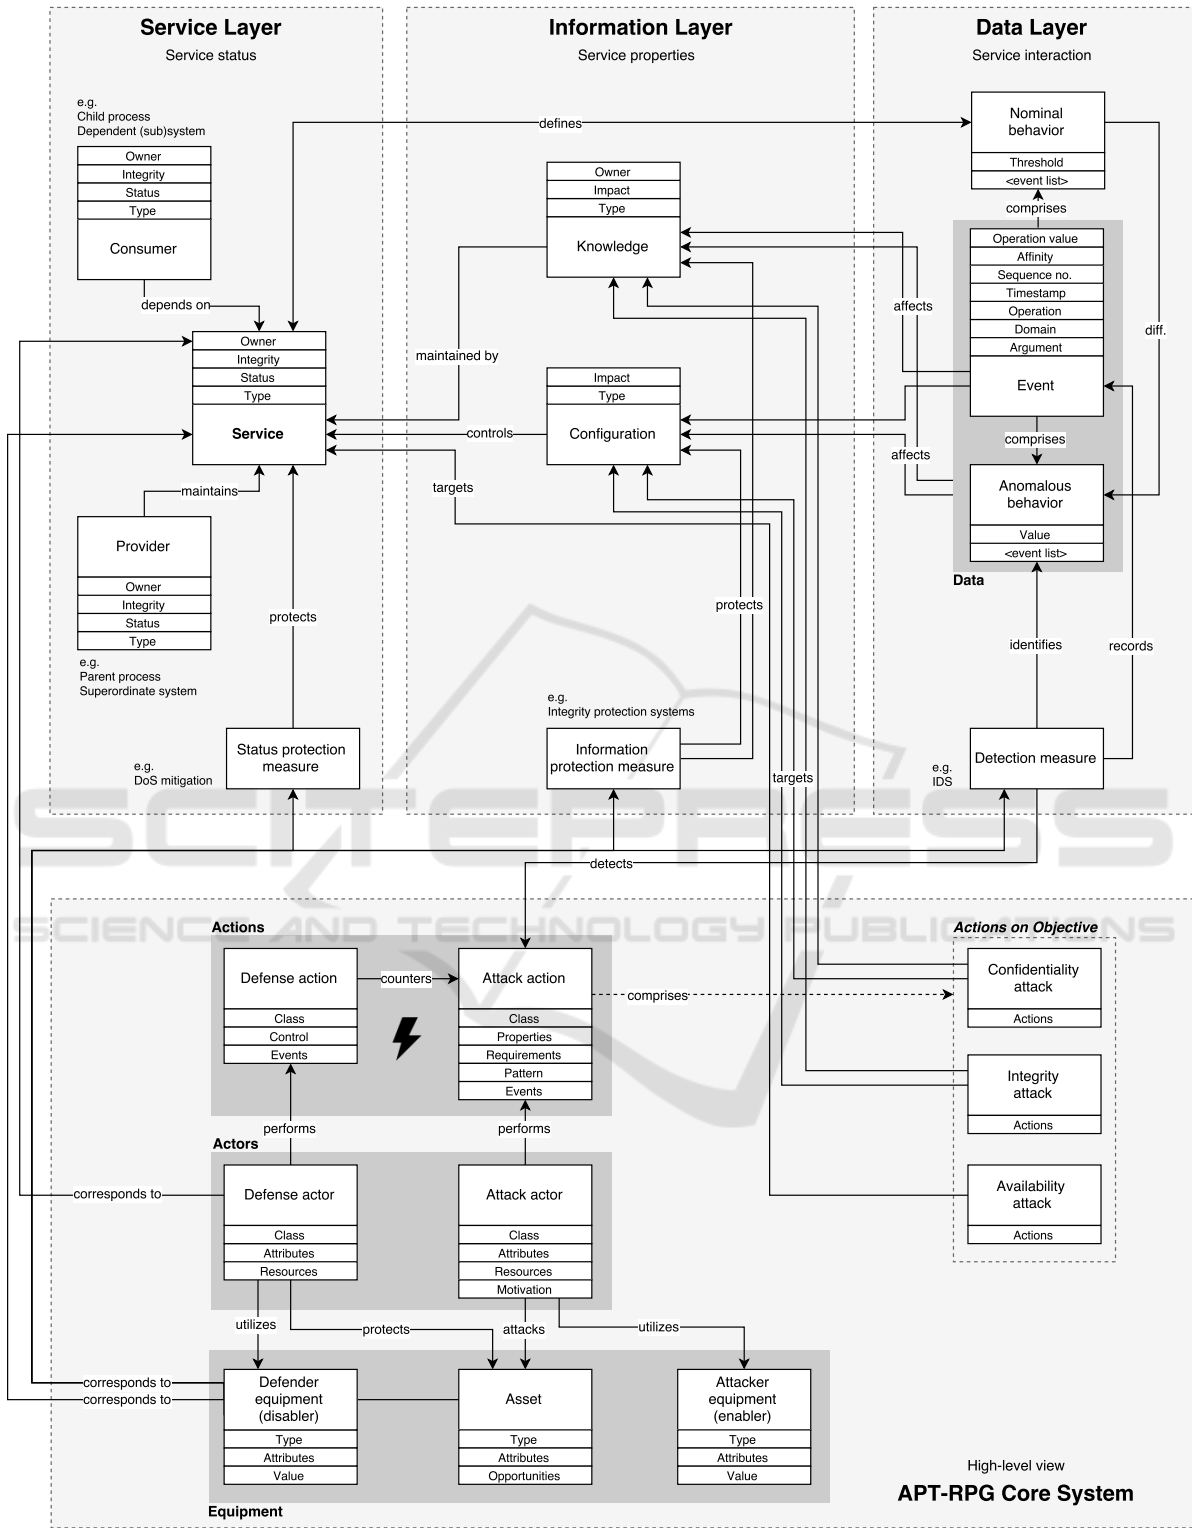 Service Layer
Service status
Information Layer
Service properties
Data Layer
Service interaction
e.g.
Child process
Dependent (sub)system
Owner
Integrity
Status
Type
Consumer
depends on
Owner
Integrity
Status
Type
Service
maintains
Provider
Owner
Integrity
Status
Type
e.g.
Parent process
Superordinate system
protects
Status protection
measure
e.g.
DoS mitigation
defines
Owner
Impact
Type
Knowledge
maintained by
Impact
Type
Configuration
controls
targets
protects
e.g.
Integrity protection systems
Information
protection measure
targets
Nominal
behavior
Threshold
<event list>
comprises
Operation value
Affinity
Sequence no.
Timestamp
Operation
Domain
Argument
Event
affects
diff.
comprises
affects
Anomalous
behavior
Value
<event list>
Data
identifies
records
Detection measure
e.g.
IDS
detects
SCITEPRESS
SCIENCE AND TECHNOLOGY PUBLICATIONS
Actions
Defense action
Class
Control
Events
counters
Attack action
Class
Properties
Requirements
Pattern
Events
comprises
Actions on Objective
Confidentiality
attack
Actions
Integrity
attack
Actions
Availability
attack
Actions
performs
performs
Actors
Defense actor
Class
Attributes
Resources
Attack actor
Class
Attributes
Resources
Motivation
corresponds to
utilizes
protects
attacks
utilizes
corresponds to
corresponds to
Defender
equipment
(disabler)
Type
Attributes
Value
Asset
Type
Attributes
Opportunities
Attacker
equipment
(enabler)
Type
Attributes
Value
Equipment
High-level view
APT-RPG Core System